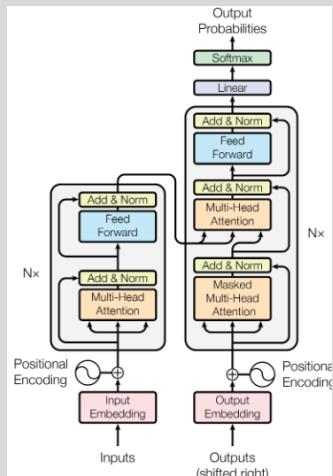 Output
Probabilities
Softmax
Linear
Add & Norm
Feed
Forward
Add & Norm
Multi-Head
Attention
Add & Norm
Masked
Multi-Head
Attention
N×
Positional
Encoding
Output
Embedding
Outputs
(shifted right)
Add & Norm
Feed
Forward
Add & Norm
Multi-Head
Attention
N×
Positional
Encoding
Input
Embedding
Inputs